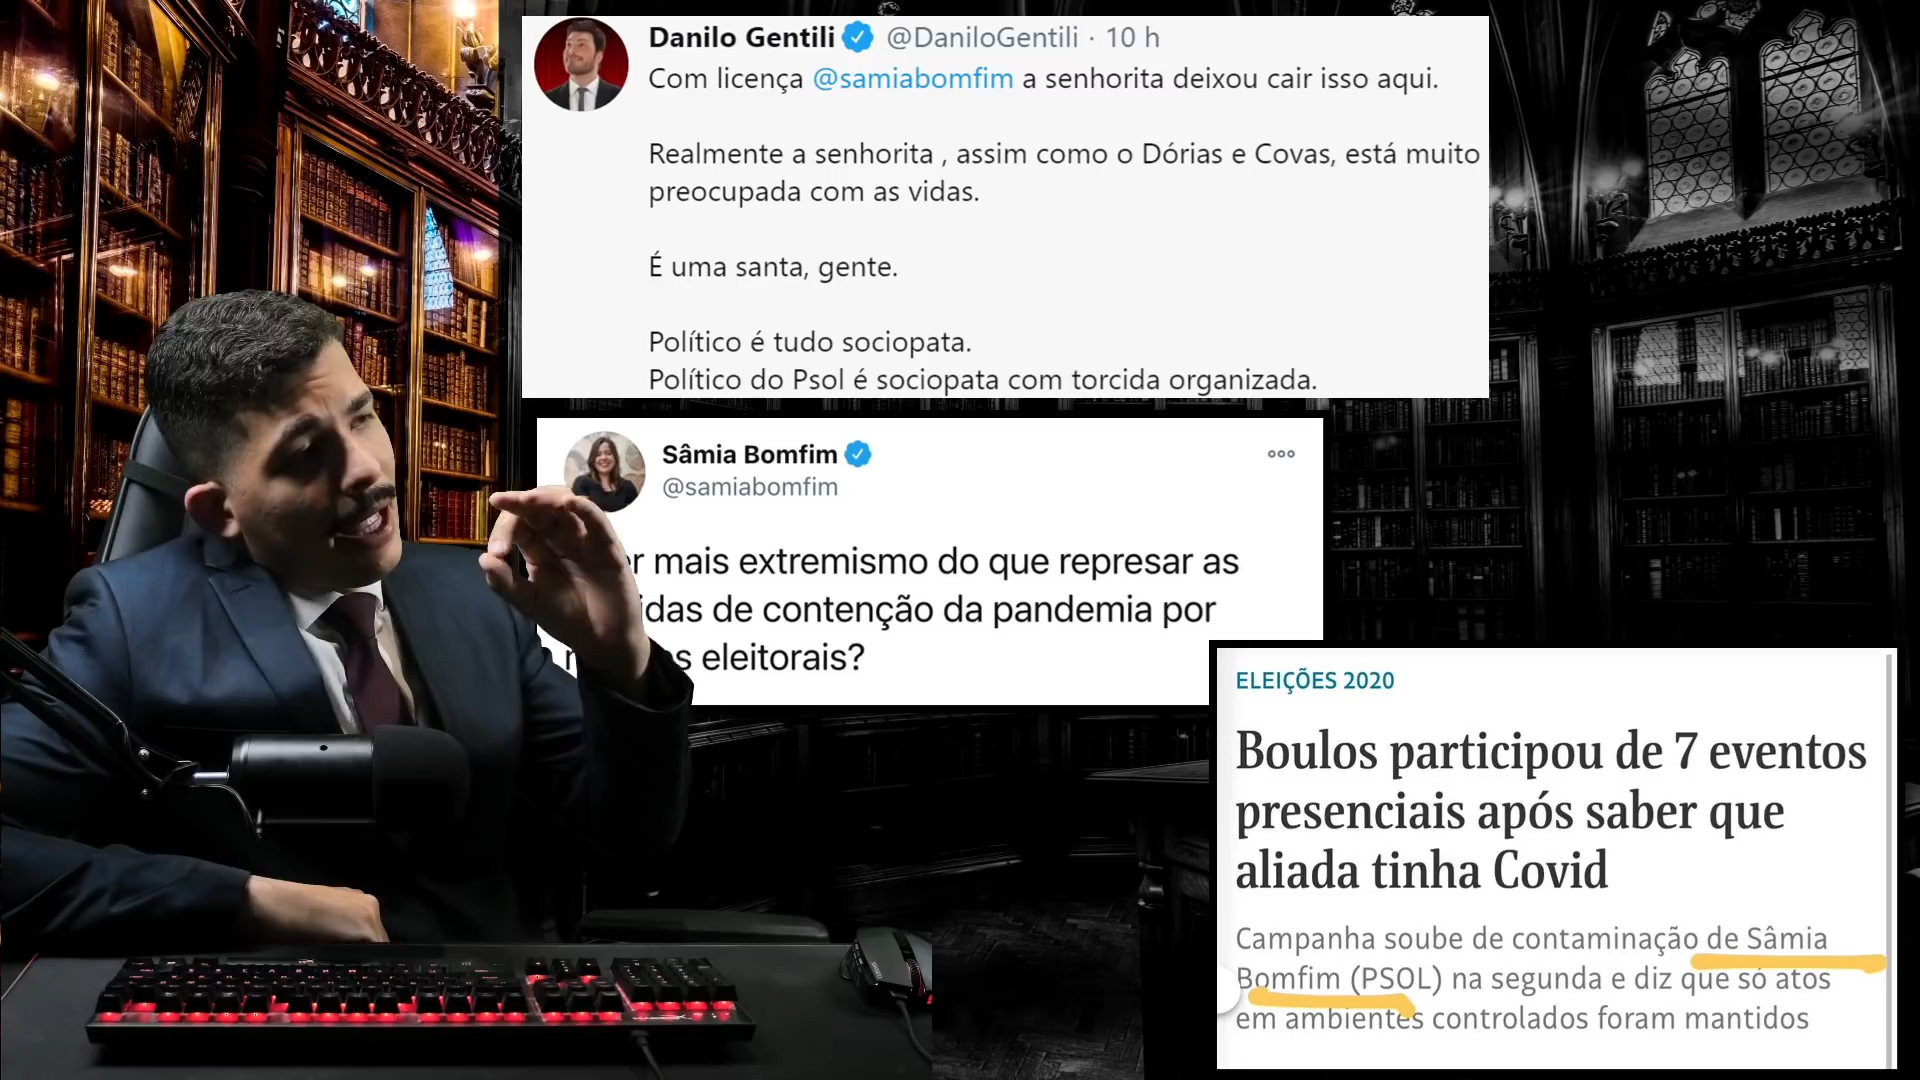 Danilo Gentili @DaniloGentili · 10 h
Com licença @samiabomfim a senhorita deixou cair isso aqui.
Realmente a senhorita , assim como o Dórias e Covas, está muito
preocupada com as vidas.
É uma santa, gente.
Político é tudo sociopata.
Político do Psol é sociopata com torcida organizada.
Sâmia Bomfim
@samiabomfim
mais extremismo do que represar as
de contenção da pandemia por
eleitorais?
ELEIÇÕES 2020
Boulos participou de 7 eventos
presenciais após saber que
aliada tinha Covid
Campanha soube de contaminação de Sâmia
Bomfim (PSOL) na segunda e diz que só atos
em ambientes controlados foram mantidos